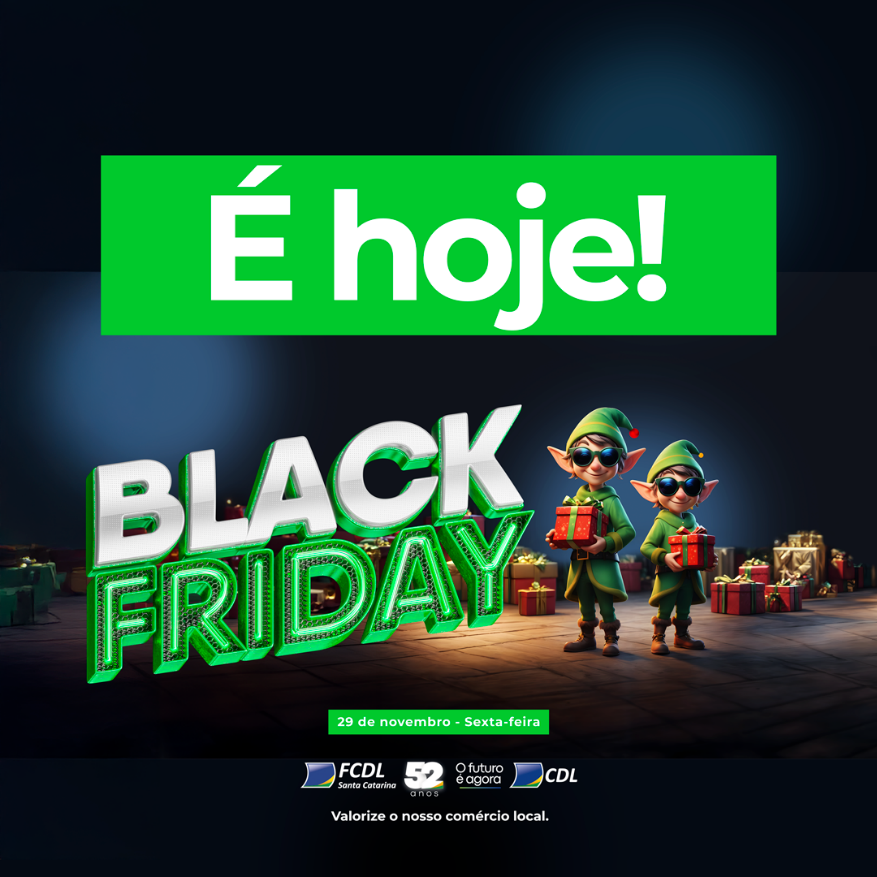 É hoje!
BLACK
FRIDAY
29 de novembro - Sexta-feira
FCDL
Santa Catarina
52
anos
O futuro
é agora
CDL
Valorize o nosso comércio local.